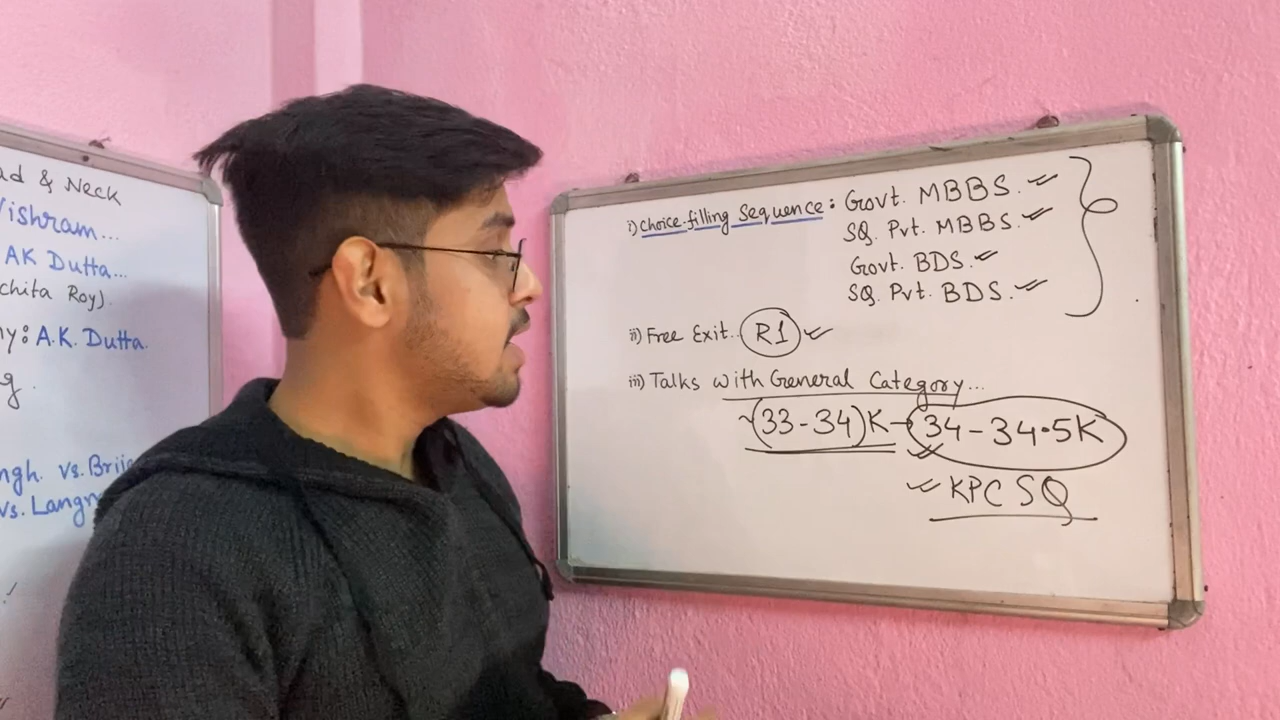 ad & Neck
Vishram...
AK Dutta...
chita Roy).
ny: A.K. Dutta.
g.
ngh. vs. Brij
vs. Langm
i) Choice-filling Sequence: Govt. MBBS.
SQ. Pvt. MBBS.
Govt. BDS.
SQ. Pvt. BDS.
ii) Free Exit.. R1
iii) Talks with General Category...
~(33-34)K → 34-34.5K
KPC SQ